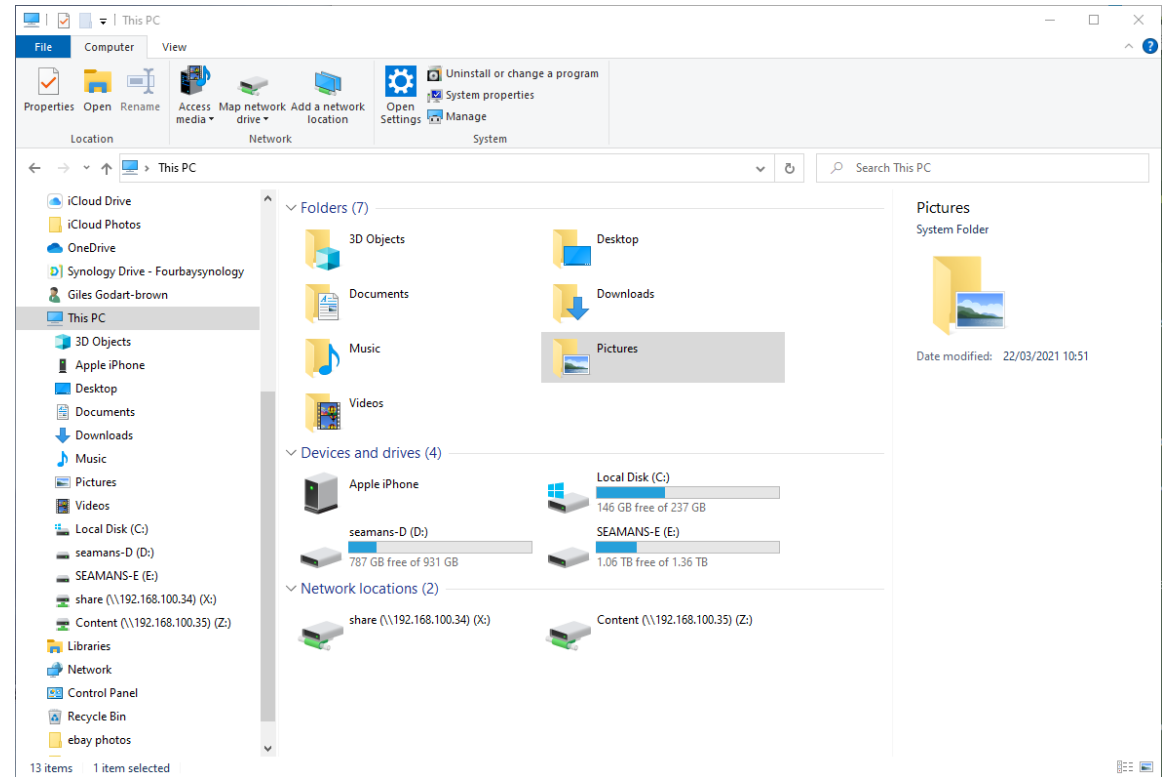 This PC
File Computer View
Properties Open Rename
Location
Access media Map network drive Add a network location
Network
Open Settings
Uninstall or change a program
System properties
Manage
System
This PC
Search This PC
iCloud Drive
iCloud Photos
OneDrive
Synology Drive - Fourbaysynology
Giles Godart-brown
This PC
3D Objects
Apple iPhone
Desktop
Documents
Downloads
Music
Pictures
Videos
Local Disk (C:)
seamans-D (D:)
SEAMANS-E (E:)
share (\\192.168.100.34) (X:)
Content (\\192.168.100.35) (Z:)
Libraries
Network
Control Panel
Recycle Bin
ebay photos
Folders (7)
3D Objects
Desktop
Documents
Downloads
Music
Pictures
Videos
Devices and drives (4)
Apple iPhone
Local Disk (C:)
146 GB free of 237 GB
seamans-D (D:)
787 GB free of 931 GB
SEAMANS-E (E:)
1.06 TB free of 1.36 TB
Network locations (2)
share (\\192.168.100.34) (X:)
Content (\\192.168.100.35) (Z:)
Pictures
System Folder
Date modified: 22/03/2021 10:51
13 items 1 item selected